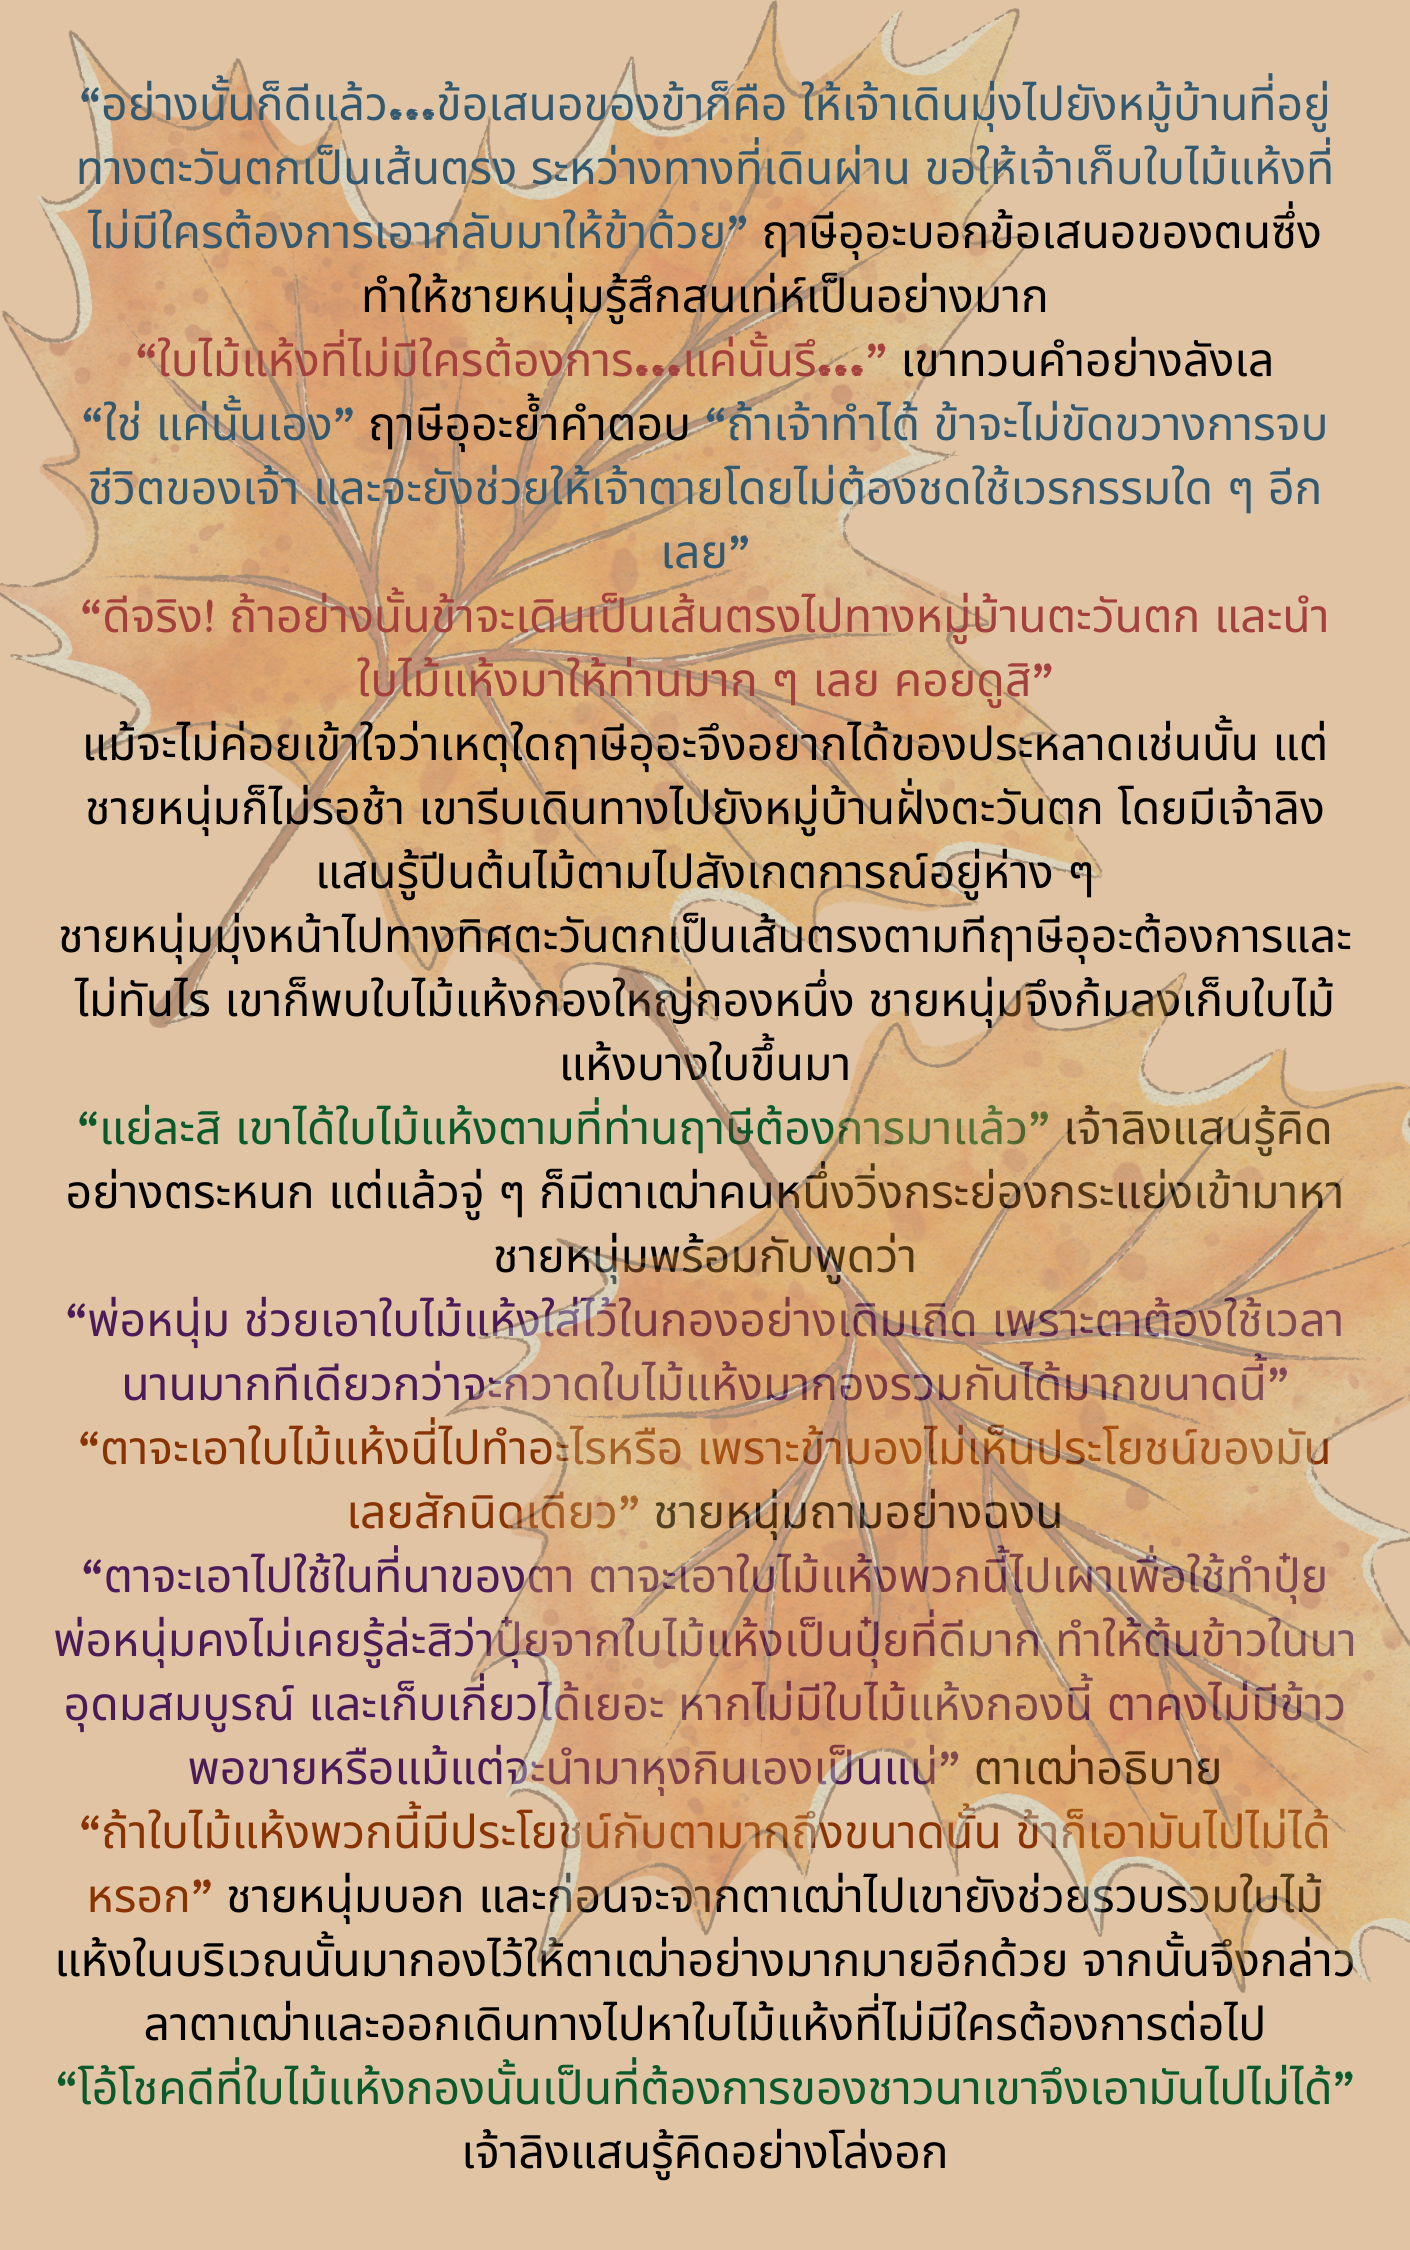 “อย่างนั้นก็ดีแล้ว...ข้อเสนอของข้าก็คือ ให้เจ้าเดินมุ่งไปยังหมู้บ้านที่อยู่
ทางตะวันตกเป็นเส้นตรง ระหว่างทางที่เดินผ่าน ขอให้เจ้าเก็บใบไม้แห้งที่
ไม่มีใครต้องการเอากลับมาให้ข้าด้วย” ฤาษีอุอะบอกข้อเสนอของตนซึ่ง
ทำให้ชายหนุ่มรู้สึกสนเท่ห์เป็นอย่างมาก
“ใบไม้แห้งที่ไม่มีใครต้องการ...แค่นั้นรึ...” เขาทวนคำอย่างลังเล
“ใช่ แค่นั้นเอง” ฤาษีอุอะย้ำคำตอบ “ถ้าเจ้าทำได้ ข้าจะไม่ขัดขวางการจบ
ชีวิตของเจ้า และจะยังช่วยให้เจ้าตายโดยไม่ต้องชดใช้เวรกรรมใด ๆ อีก
เลย”
“ดีจริง! ถ้าอย่างนั้นข้าจะเดินเป็นเส้นตรงไปทางหมู่บ้านตะวันตก และนำ
ใบไม้แห้งมาให้ท่านมาก ๆ เลย คอยดูสิ”
แม้จะไม่ค่อยเข้าใจว่าเหตุใดฤาษีอุอะจึงอยากได้ของประหลาดเช่นนั้น แต่
ชายหนุ่มก็ไม่รอช้า เขารีบเดินทางไปยังหมู่บ้านฝั่งตะวันตก โดยมีเจ้าลิง
แสนรู้ปีนต้นไม้ตามไปสังเกตการณ์อยู่ห่าง ๆ
ชายหนุ่มมุ่งหน้าไปทางทิศตะวันตกเป็นเส้นตรงตามทีฤาษีอุอะต้องการและ
ไม่ทันไร เขาก็พบใบไม้แห้งกองใหญ่กองหนึ่ง ชายหนุ่มจึงก้มลงเก็บใบไม้
แห้งบางใบขึ้นมา
“แย่ละสิ เขาได้ใบไม้แห้งตามที่ท่านฤาษีต้องการมาแล้ว” เจ้าลิงแสนรู้คิด
อย่างตระหนก แต่แล้วจู่ ๆ ก็มีตาเฒ่าคนหนึ่งวิ่งกระย่องกระแย่งเข้ามาหา
ชายหนุ่มพร้อมกับพูดว่า
“พ่อหนุ่ม ช่วยเอาใบไม้แห้งใส่ไว้ในกองอย่างเดิมเถิด เพราะตาต้องใช้เวลา
นานมากทีเดียวกว่าจะกวาดใบไม้แห้งมากองรวมกันได้มากขนาดนี้”
“ตาจะเอาใบไม้แห้งนี่ไปทำอะไรหรือ เพราะข้ามองไม่เห็นประโยชน์ของมัน
เลยสักนิดเดียว” ชายหนุ่มถามอย่างฉงน
“ตาจะเอาไปใช้ในที่นาของตา ตาจะเอาใบไม้แห้งพวกนี้ไปเผาเพื่อใช้ทำปุ๋ย
พ่อหนุ่มคงไม่เคยรู้ล่ะสิว่าปุ๋ยจากใบไม้แห้งเป็นปุ๋ยที่ดีมาก ทำให้ต้นข้าวในนา
อุดมสมบูรณ์ และเก็บเกี่ยวได้เยอะ หากไม่มีใบไม้แห้งกองนี้ ตาคงไม่มีข้าว
พอขายหรือแม้แต่จะนำมาหุงกินเองเป็นแน่” ตาเฒ่าอธิบาย
“ถ้าใบไม้แห้งพวกนี้มีประโยชน์กับตามากถึงขนาดนั้น ข้าก็เอามันไปไม่ได้
หรอก” ชายหนุ่มบอก และก่อนจะจากตาเฒ่าไปเขายังช่วยรวบรวมใบไม้
แห้งในบริเวณนั้นมากองไว้ให้ตาเฒ่าอย่างมากมายอีกด้วย จากนั้นจึงกล่าว
ลาตาเฒ่าและออกเดินทางไปหาใบไม้แห้งที่ไม่มีใครต้องการต่อไป
“โอ้โชคดีที่ใบไม้แห้งกองนั้นเป็นที่ต้องการของชาวนาเขาจึงเอามันไปไม่ได้”
เจ้าลิงแสนรู้คิดอย่างโล่งอก